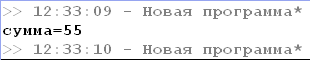 >> 12:33:09 - Новая программа*
сумма=55
>> 12:33:10 - Новая программа*